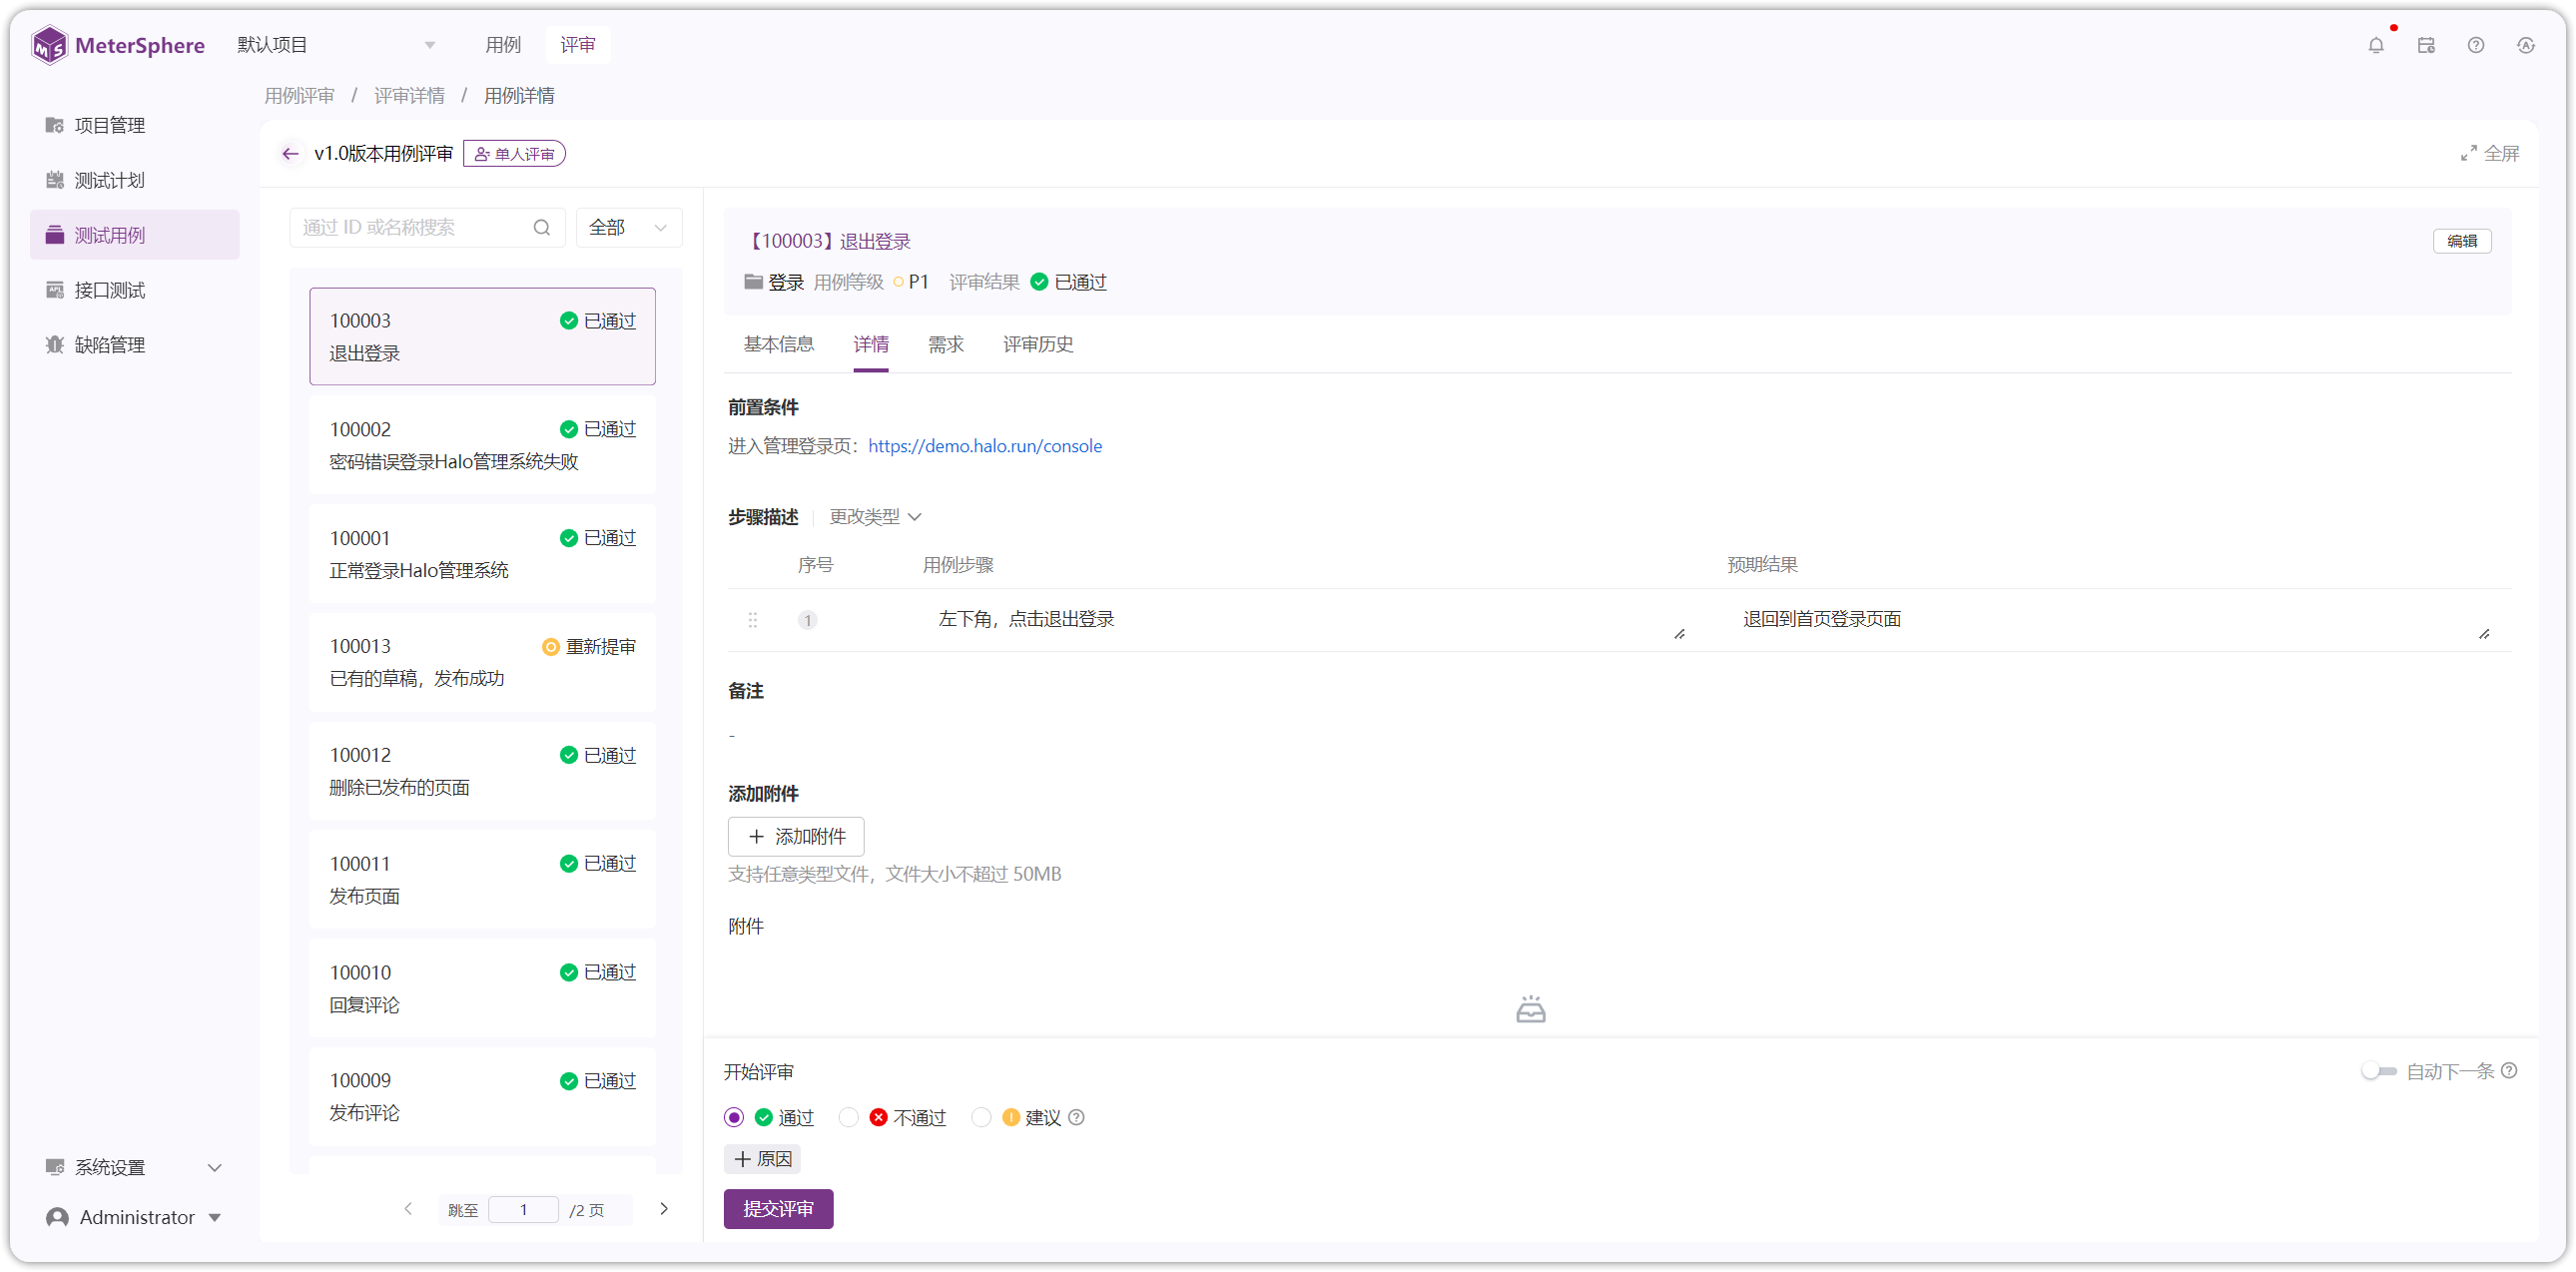 MeterSphere
默认项目
用例
评审
项目管理
测试计划
测试用例
接口测试
缺陷管理
系统设置
Administrator
用例评审 / 评审详情 / 用例详情
v1.0版本用例评审
单人评审
全屏
通过 ID 或名称搜索
全部
100003
已通过
退出登录
100002
已通过
密码错误登录Halo管理系统失败
100001
已通过
正常登录Halo管理系统
100013
重新提审
已有的草稿，发布成功
100012
已通过
删除已发布的页面
100011
已通过
发布页面
100010
已通过
回复评论
100009
已通过
发布评论
跳至 1 /2 页
【100003】退出登录
编辑
登录 用例等级 P1 评审结果 已通过
基本信息
详情
需求
评审历史
前置条件
进入管理登录页：https://demo.halo.run/console
步骤描述
更改类型
序号
用例步骤
预期结果
1
左下角，点击退出登录
退回到首页登录页面
备注
-
添加附件
添加附件
支持任意类型文件，文件大小不超过 50MB
附件
开始评审
自动下一条
通过
不通过
建议
原因
提交评审